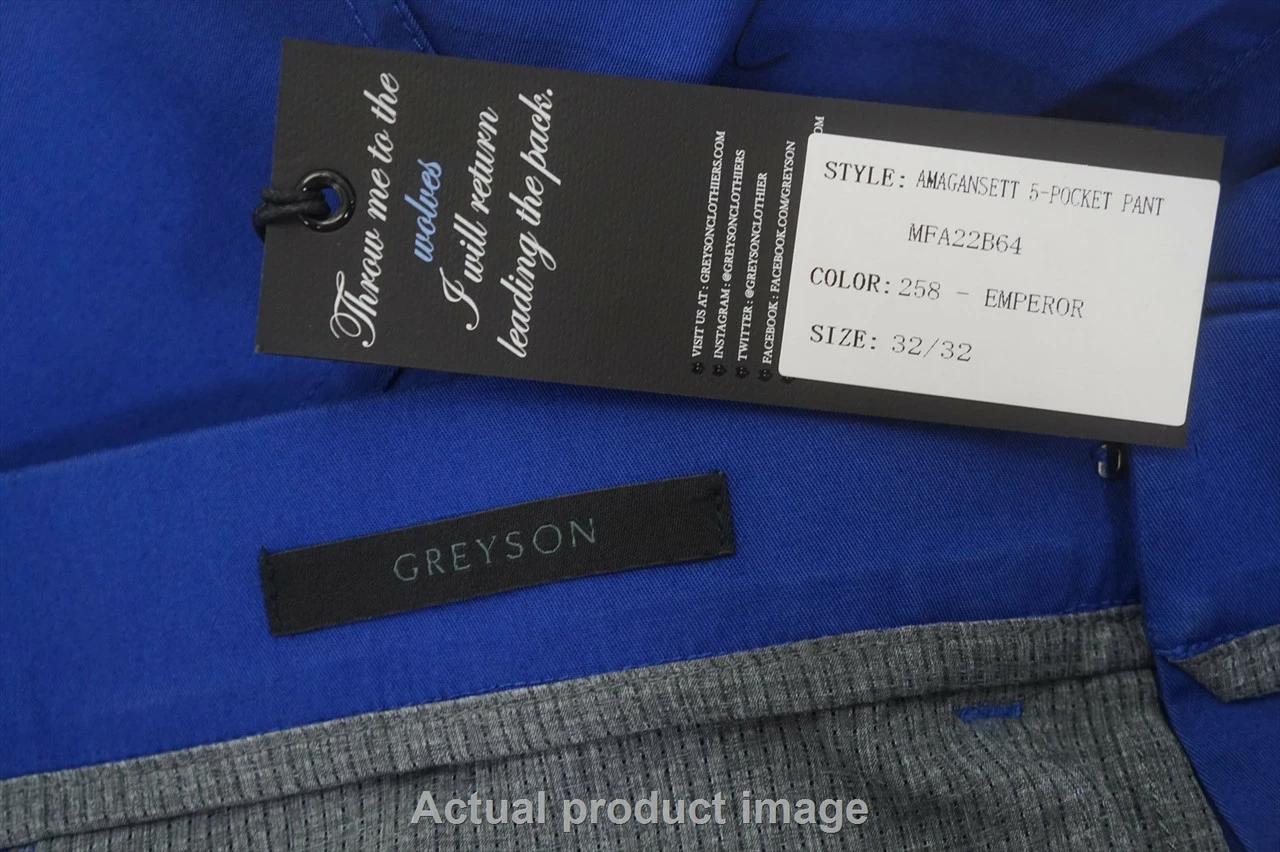 Throw me to the
wolves
I will return
leading the pack.
VISIT US AT : GREYSONCLOTHIERS.COM
INSTAGRAM : @GREYSONCLOTHIERS
TWITTER : @GREYSONCLOTHIER
FACEBOOK : FACEBOOK.COM/GREYSON
OM
STYLE: AMAGANSETT 5-POCKET PANT
MFA22B64
COLOR: 258 - EMPEROR
SIZE: 32/32
GREYSON
Actual product image